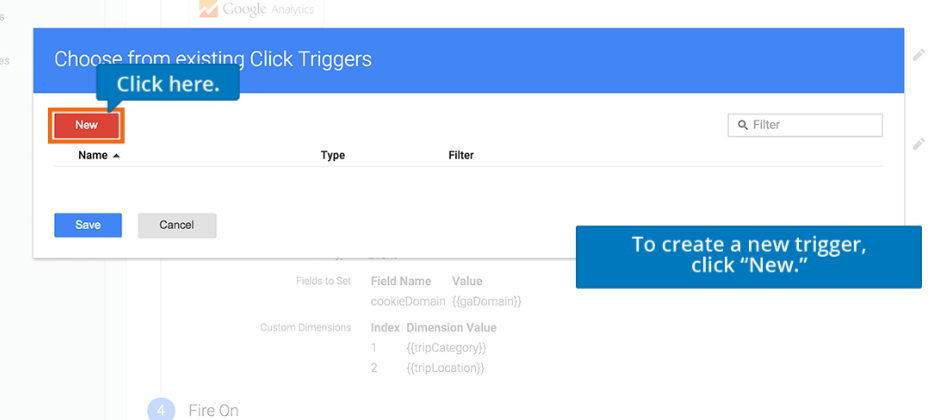 Google Analytics
s
es
Choose from existing Click Triggers
Click here.
New
Filter
Name
Type
Filter
Save
Cancel
To create a new trigger,
click “New.”
Fields to Set
Field Name
Value
cookieDomain
{{gaDomain}}
Custom Dimensions
Index
Dimension Value
1
{{tripCategory}}
2
{{tripLocation}}
4
Fire On